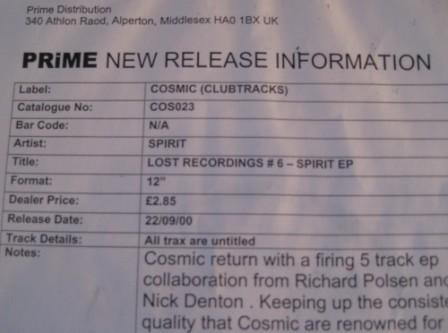 Prime Distribution
340 Athlon Raod, Alperton, Middlesex HA0 1BX UK
PRiME NEW RELEASE INFORMATION
Label: COSMIC (CLUBTRACKS)
Catalogue No: COS023
Bar Code: N/A
Artist: SPIRIT
Title: LOST RECORDINGS # 6 – SPIRIT EP
Format: 12"
Dealer Price: £2.85
Release Date: 22/09/00
Track Details: All trax are untitled
Notes: Cosmic return with a firing 5 track ep
collaboration from Richard Polsen and
Nick Denton . Keeping up the consiste
quality that Cosmic are renowned for